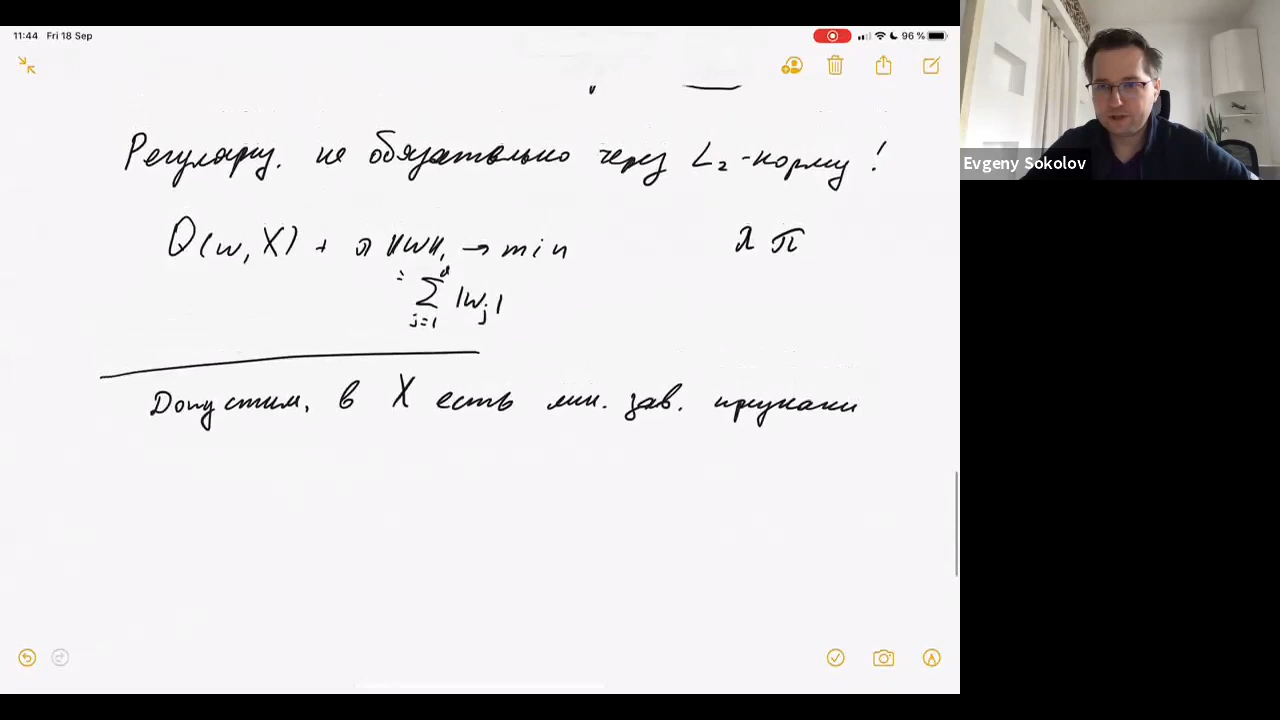 11:44 Fri 18 Sep
96 %
Регуляриз. не обязательно через L₂-норму!
Q(w, X) + λ ||w||₁ → min
λ π
= ∑ⱼ₌₁ᵈ |wⱼ|
Допустим, в X есть лин. зав. признаки
Evgeny Sokolov